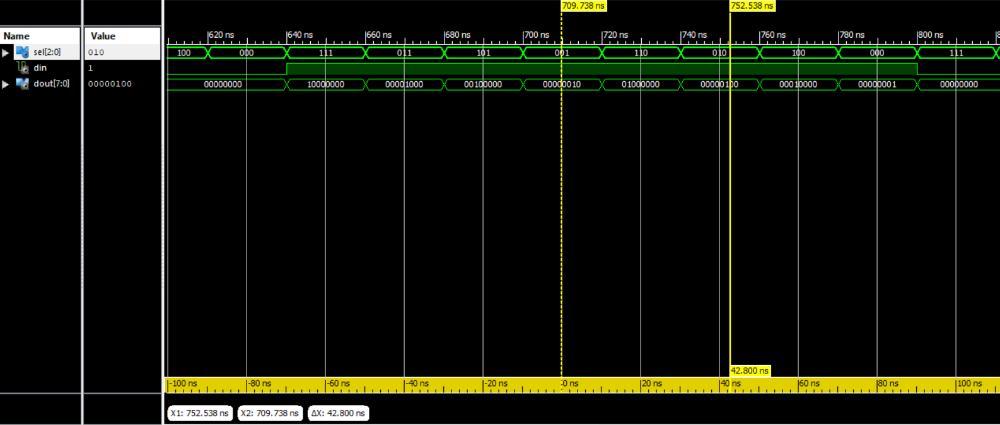 709.738 ns 752.538 ns
Name Value 620 ns 640 ns 660 ns 680 ns 700 ns 720 ns 740 ns 760 ns 780 ns 800 ns
sel[2:0] 010 100 000 111 011 101 001 110 010 100 000 111
din 1
dout[7:0] 00000100 00000000 10000000 00001000 00100000 00000010 01000000 00000100 00010000 00000001 00000000
42.800 ns
-100 ns -80 ns -60 ns -40 ns -20 ns 0 ns 20 ns 40 ns 60 ns 80 ns 100 ns
X1: 752.538 ns X2: 709.738 ns ΔX: 42.800 ns